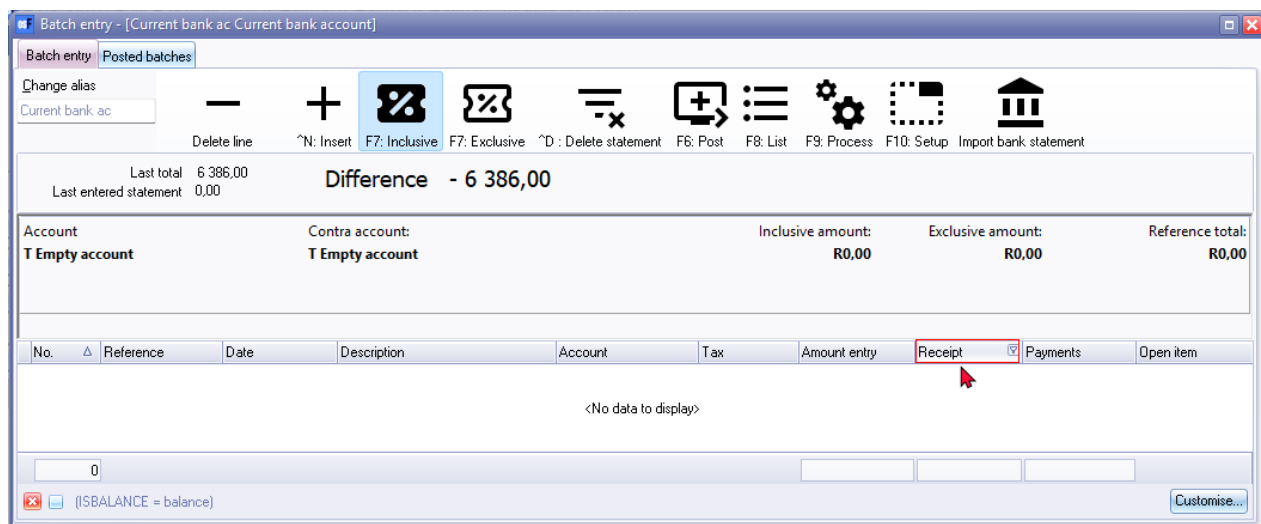 Batch entry - [Current bank ac Current bank account]
Batch entry Posted batches
Change alias
Current bank ac
Delete line ^N: Insert F7: Inclusive F7: Exclusive ^D : Delete statement F6: Post F8: List F9: Process F10: Setup Import bank statement
Last total 6 386,00
Last entered statement 0,00
Difference - 6 386,00
Account Contra account: Inclusive amount: Exclusive amount: Reference total:
T Empty account T Empty account R0,00 R0,00 R0,00
No. Reference Date Description Account Tax Amount entry Receipt Payments Open item
<No data to display>
0
(ISBALANCE = balance) Customise...